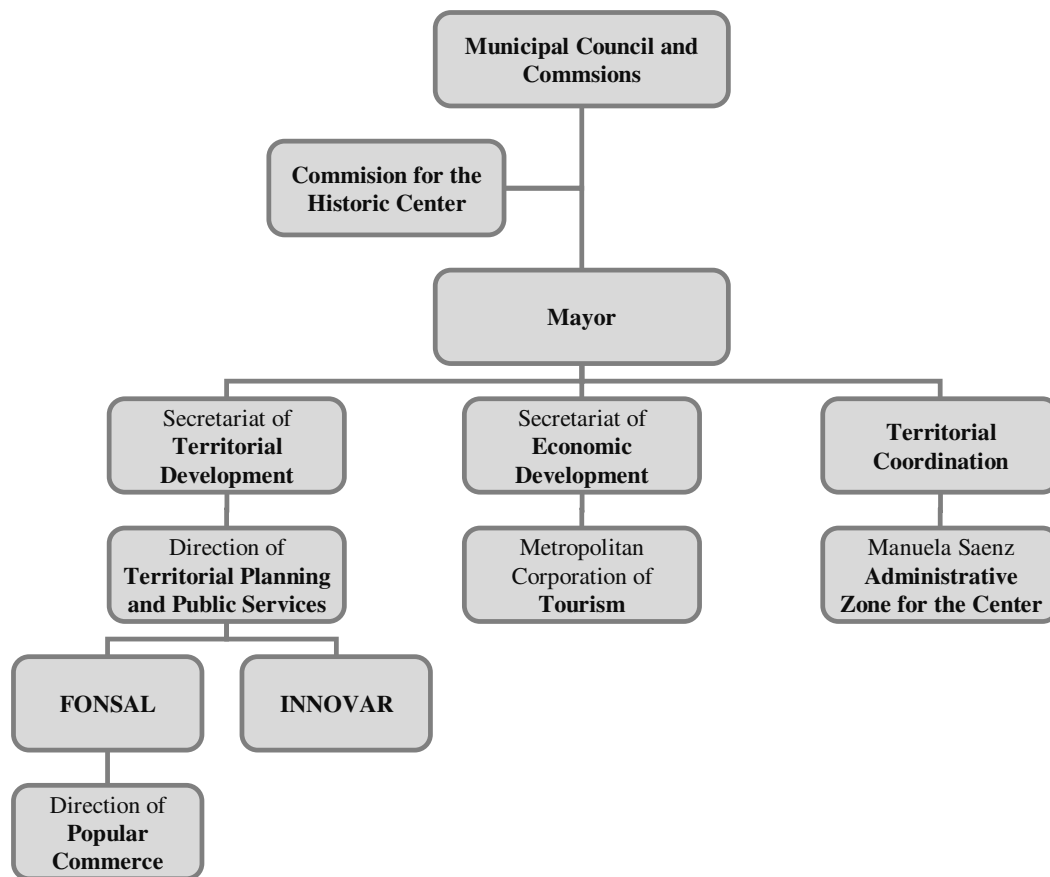 Municipal Council and
Commsions
Commision for the
Historic Center
Mayor
Secretariat of
Territorial
Development
Secretariat of
Economic
Development
Territorial
Coordination
Direction of
Territorial Planning
and Public Services
Metropolitan
Corporation of
Tourism
Manuela Saenz
Administrative
Zone for the Center
FONSAL
INNOVAR
Direction of
Popular
Commerce